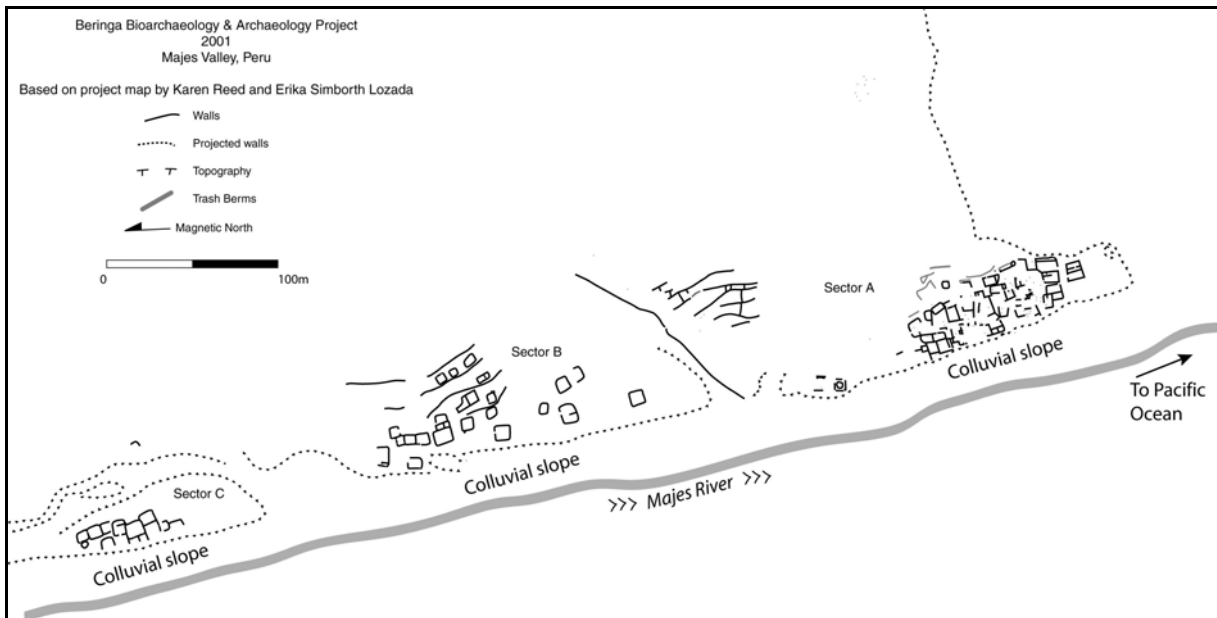 Beringa Bioarchaeology & Archaeology Project
2001
Majes Valley, Peru
Based on project map by Karen Reed and Erika Simborth Lozada
Walls
Projected walls
Topography
Trash Berms
Magnetic North
0 100m
Sector A
Sector B
Sector C
Colluvial slope
To Pacific
Ocean
Colluvial slope
>>> Majes River >>>
Colluvial slope